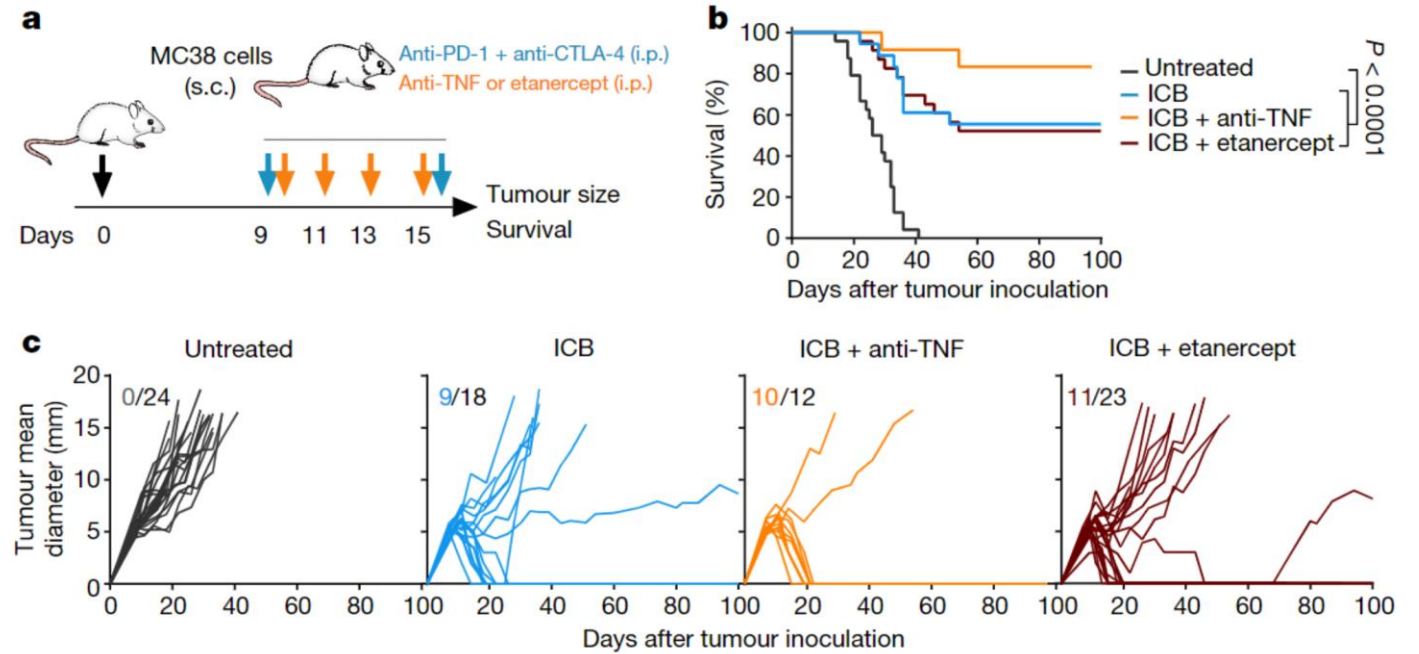 a
MC38 cells
(s.c.)
Anti-PD-1 + anti-CTLA-4 (i.p.)
Anti-TNF or etanercept (i.p.)
Tumour size
Survival
Days 0 9 11 13 15
b
Survival (%)
100
80
60
40
20
0
0 20 40 60 80 100
Days after tumour inoculation
Untreated
ICB
ICB + anti-TNF
ICB + etanercept
P < 0.0001
c
Untreated
ICB
ICB + anti-TNF
ICB + etanercept
Tumour mean
diameter (mm)
20
15
10
5
0
0/24
9/18
10/12
11/23
0 20 40 60 80 100 20 40 60 80 100 20 40 60 80 100 20 40 60 80 100
Days after tumour inoculation